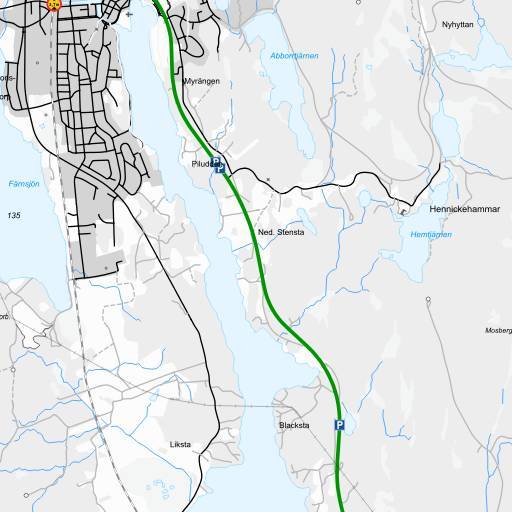 Nyhyttan
Abborrtjärnen
Myrängen
P
Piludden
P
Färnsjön
135
Hennickehammar
Ned. Stensta
Hemtjärnen
Mosberg
P
Blacksta
Liksta